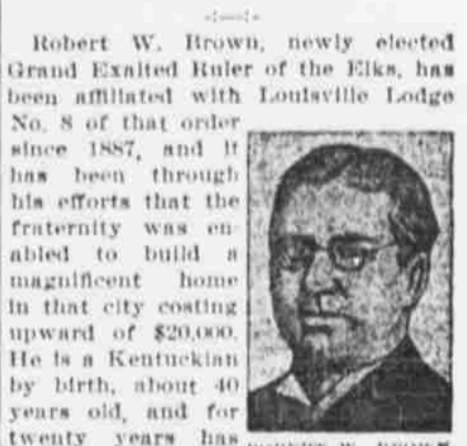 Robert W. Brown, newly elected
Grand Exalted Ruler of the Elks, has
been affiliated with Louisville Lodge
No. 8 of that order
since 1887, and it
has been through
his efforts that the
fraternity was en
abled to build a
magnificent home
in that city costing
upward of $20,000.
He is a Kentuckian
by birth, about 40
years old, and for
twenty years has